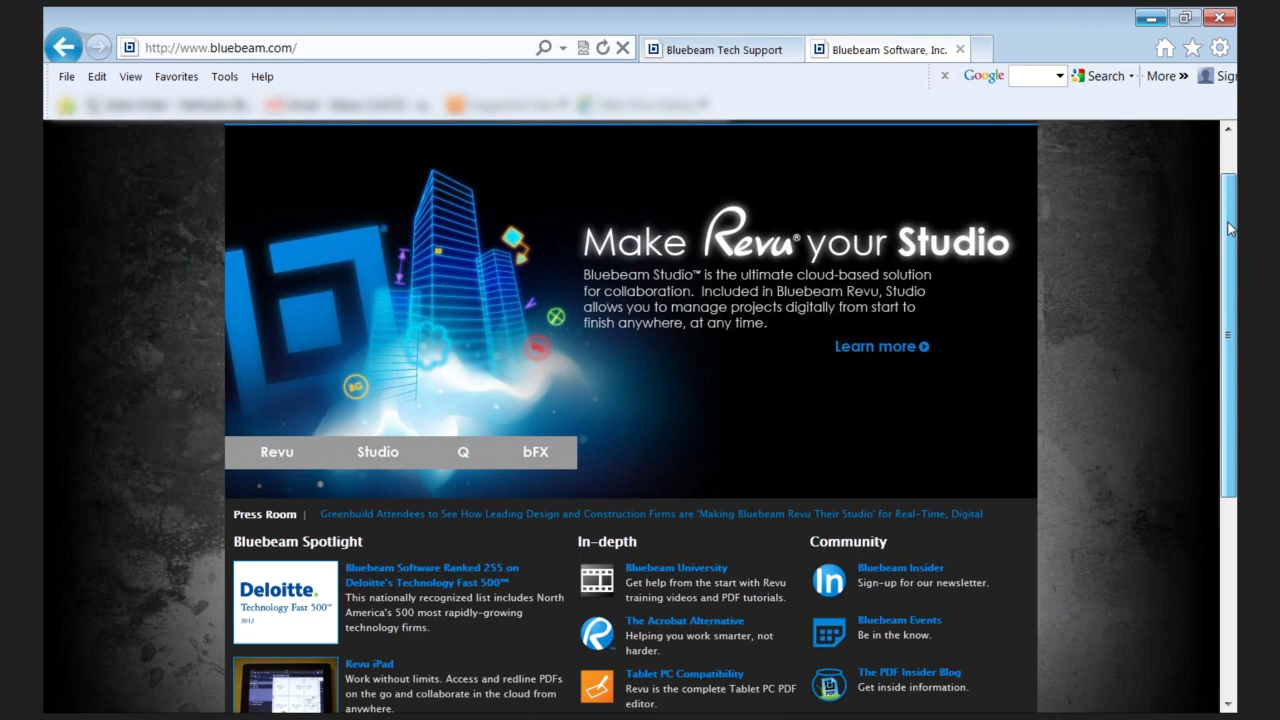 http://www.bluebeam.com/
Bluebeam Tech Support
Bluebeam Software, Inc.
File Edit View Favorites Tools Help
x Google Search More »
Make Revu® your Studio
Bluebeam Studio™ is the ultimate cloud-based solution
for collaboration. Included in Bluebeam Revu, Studio
allows you to manage projects digitally from start to
finish anywhere, at any time.
Learn more
BG
Revu Studio Q bFX
Press Room | Greenbuild Attendees to See How Leading Design and Construction Firms are 'Making Bluebeam Revu Their Studio' for Real-Time, Digital
Bluebeam Spotlight
Deloitte.
Technology Fast 500™
2012
Bluebeam Software Ranked 255 on
Deloitte's Technology Fast 500™
This nationally recognized list includes North
America's 500 most rapidly-growing
technology firms.
Revu iPad
Work without limits. Access and redline PDFs
on the go and collaborate in the cloud from
anywhere.
In-depth
Bluebeam University
Get help from the start with Revu
training videos and PDF tutorials.
The Acrobat Alternative
Helping you work smarter, not
harder.
Tablet PC Compatibility
Revu is the complete Tablet PC PDF
editor.
Community
In
Bluebeam Insider
Sign-up for our newsletter.
Bluebeam Events
Be in the know.
The PDF Insider Blog
Get inside information.